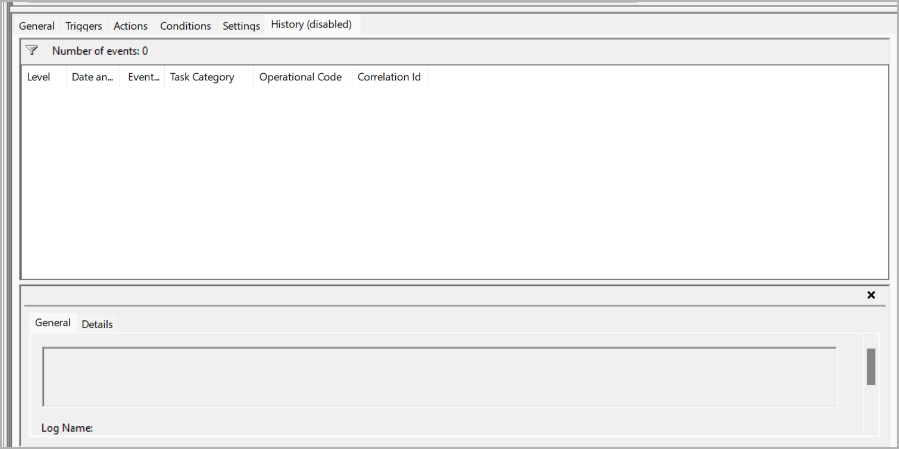 General Triggers Actions Conditions Settings History (disabled)
Number of events: 0
Level Date an... Event... Task Category Operational Code Correlation Id
General Details
Log Name: